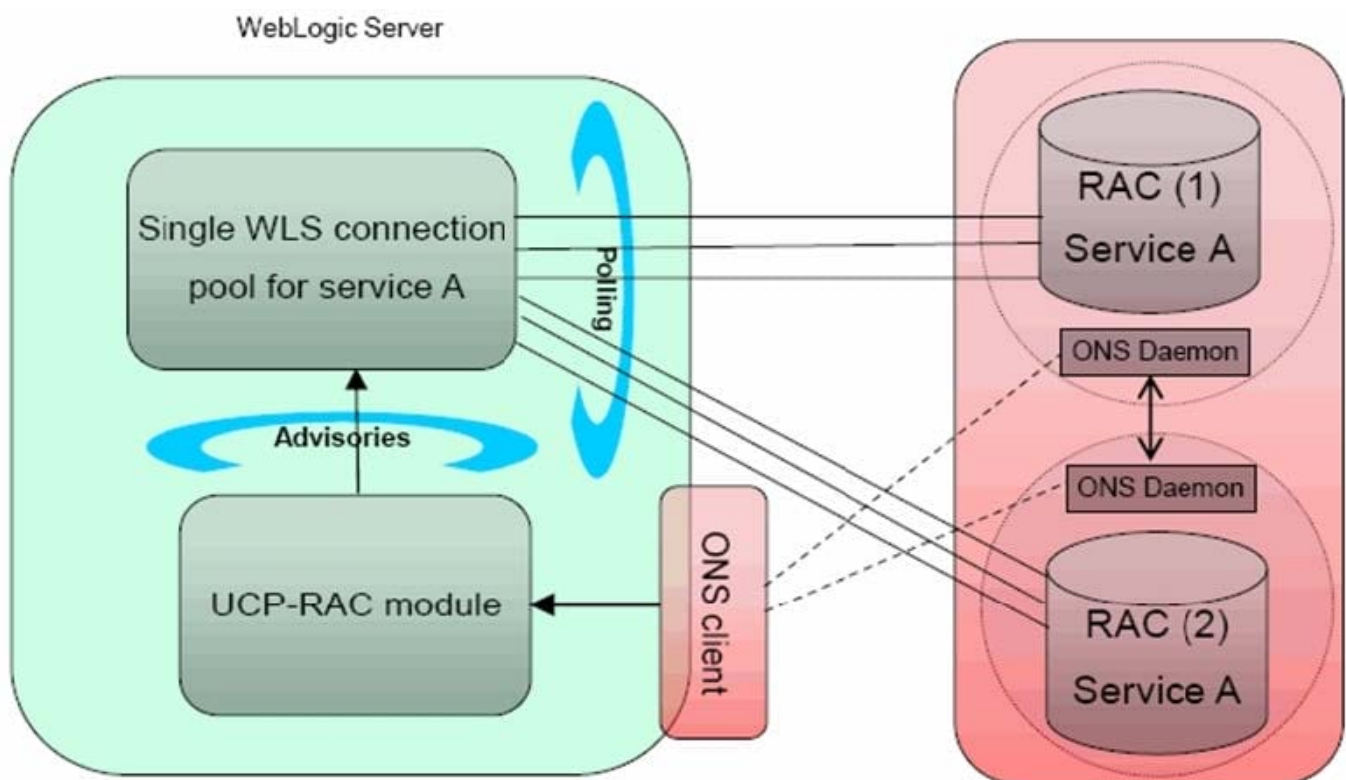 WebLogic Server
Single WLS connection
pool for service A
Polling
Advisories
UCP-RAC module
ONS client
RAC (1)
Service A
ONS Daemon
ONS Daemon
RAC (2)
Service A